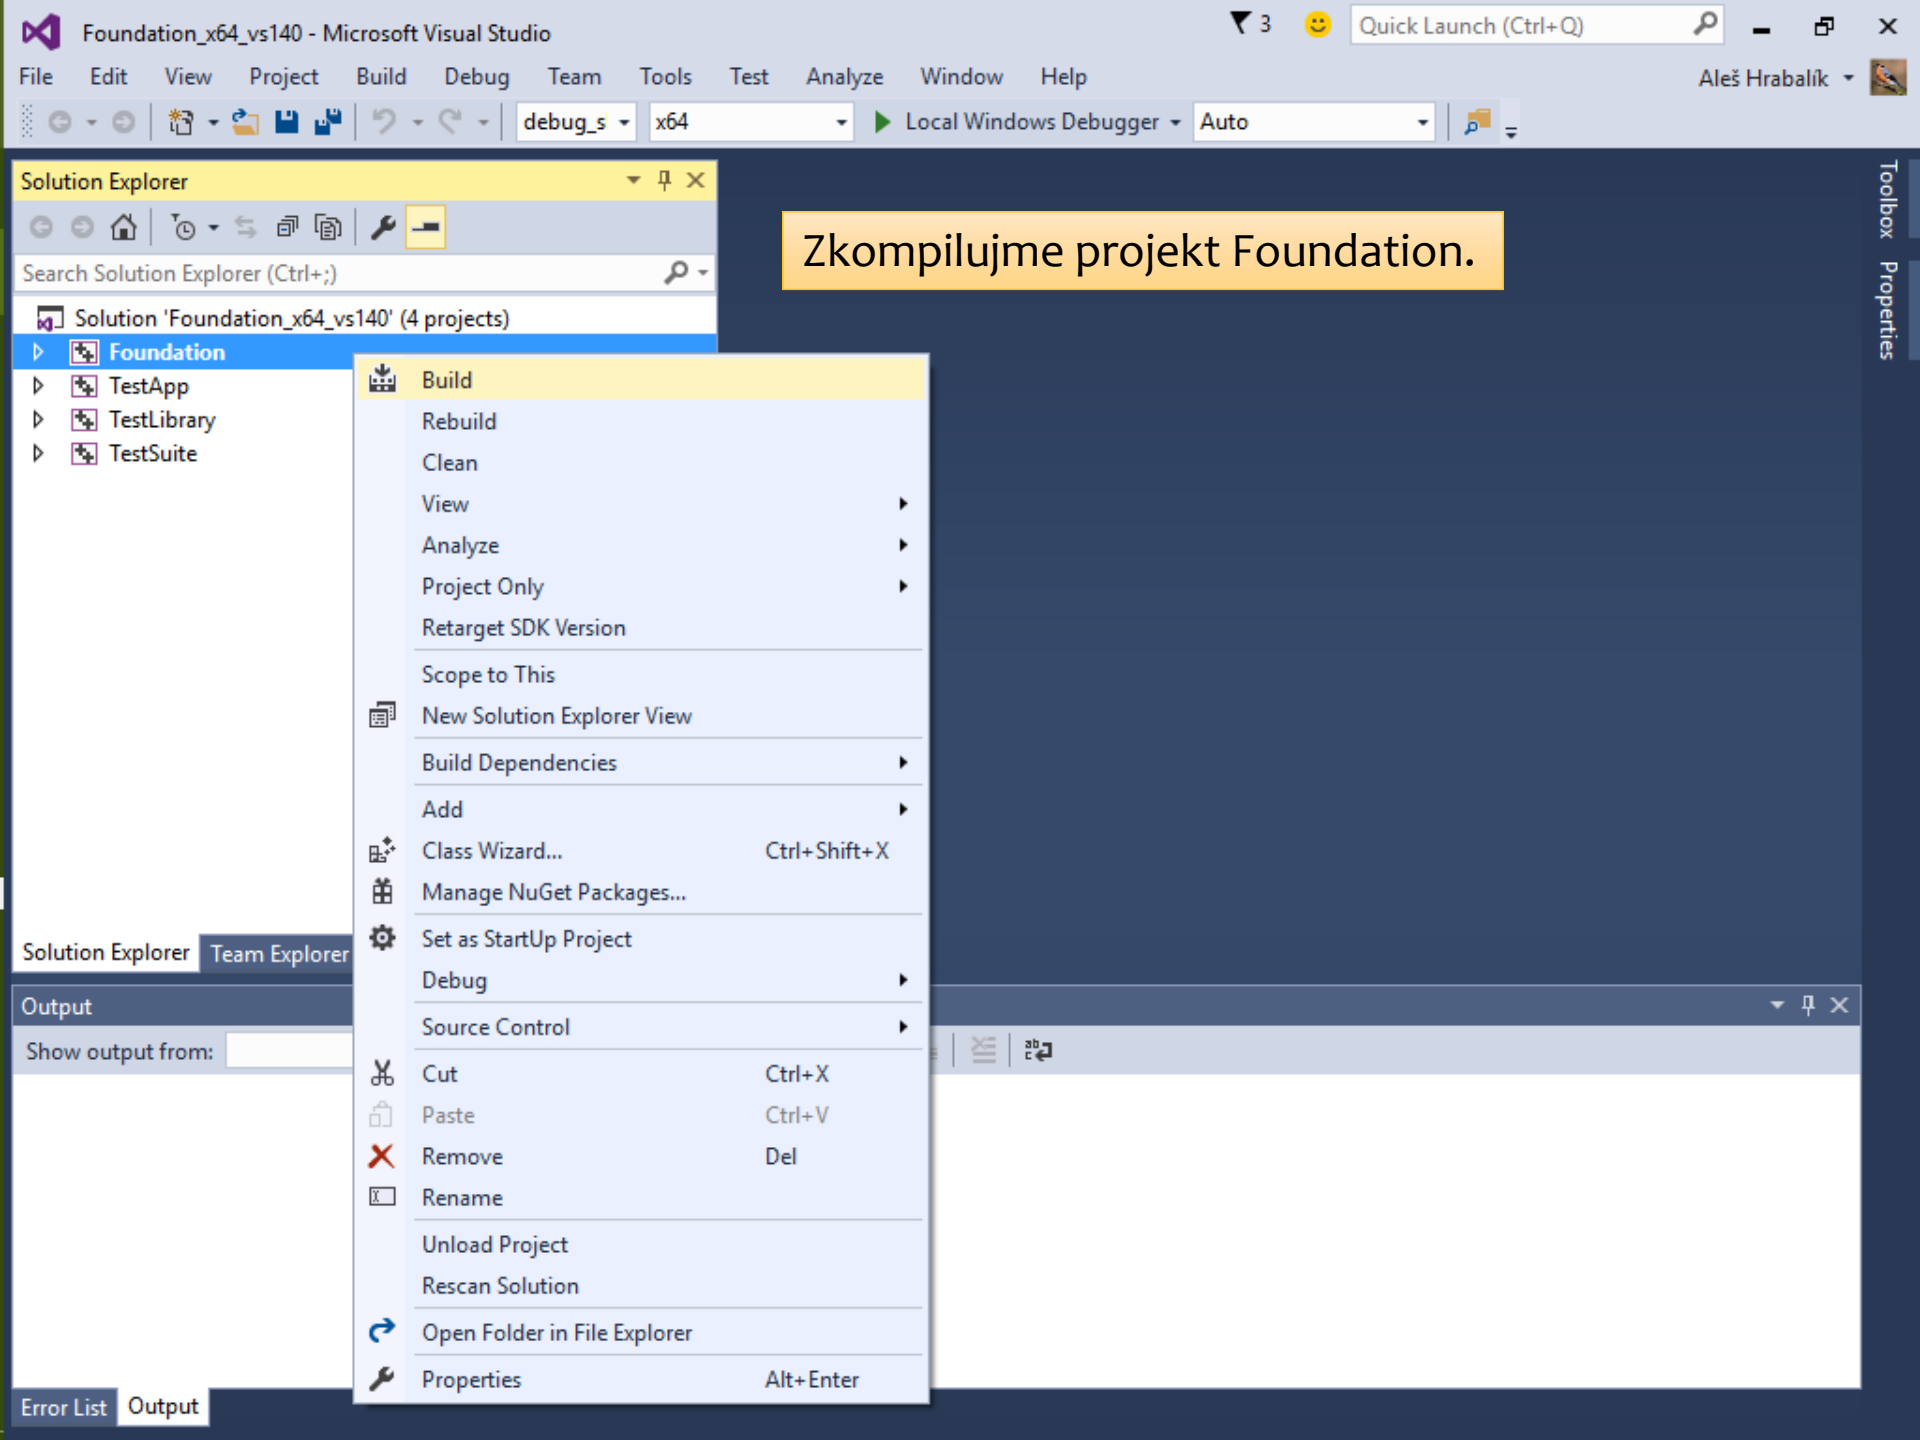 Foundation_x64_vs140 - Microsoft Visual Studio
3
Quick Launch (Ctrl+Q)
File Edit View Project Build Debug Team Tools Test Analyze Window Help
Aleš Hrabalík
debug_s
x64
Local Windows Debugger
Auto
Solution Explorer
Search Solution Explorer (Ctrl+;)
Solution 'Foundation_x64_vs140' (4 projects)
Foundation
TestApp
TestLibrary
TestSuite
Zkompilujme projekt Foundation.
Toolbox
Properties
Build
Rebuild
Clean
View
Analyze
Project Only
Retarget SDK Version
Scope to This
New Solution Explorer View
Build Dependencies
Add
Class Wizard... Ctrl+Shift+X
Manage NuGet Packages...
Set as StartUp Project
Debug
Source Control
Cut Ctrl+X
Paste Ctrl+V
Remove Del
Rename
Unload Project
Rescan Solution
Open Folder in File Explorer
Properties Alt+Enter
Solution Explorer Team Explorer
Output
Show output from:
Error List Output